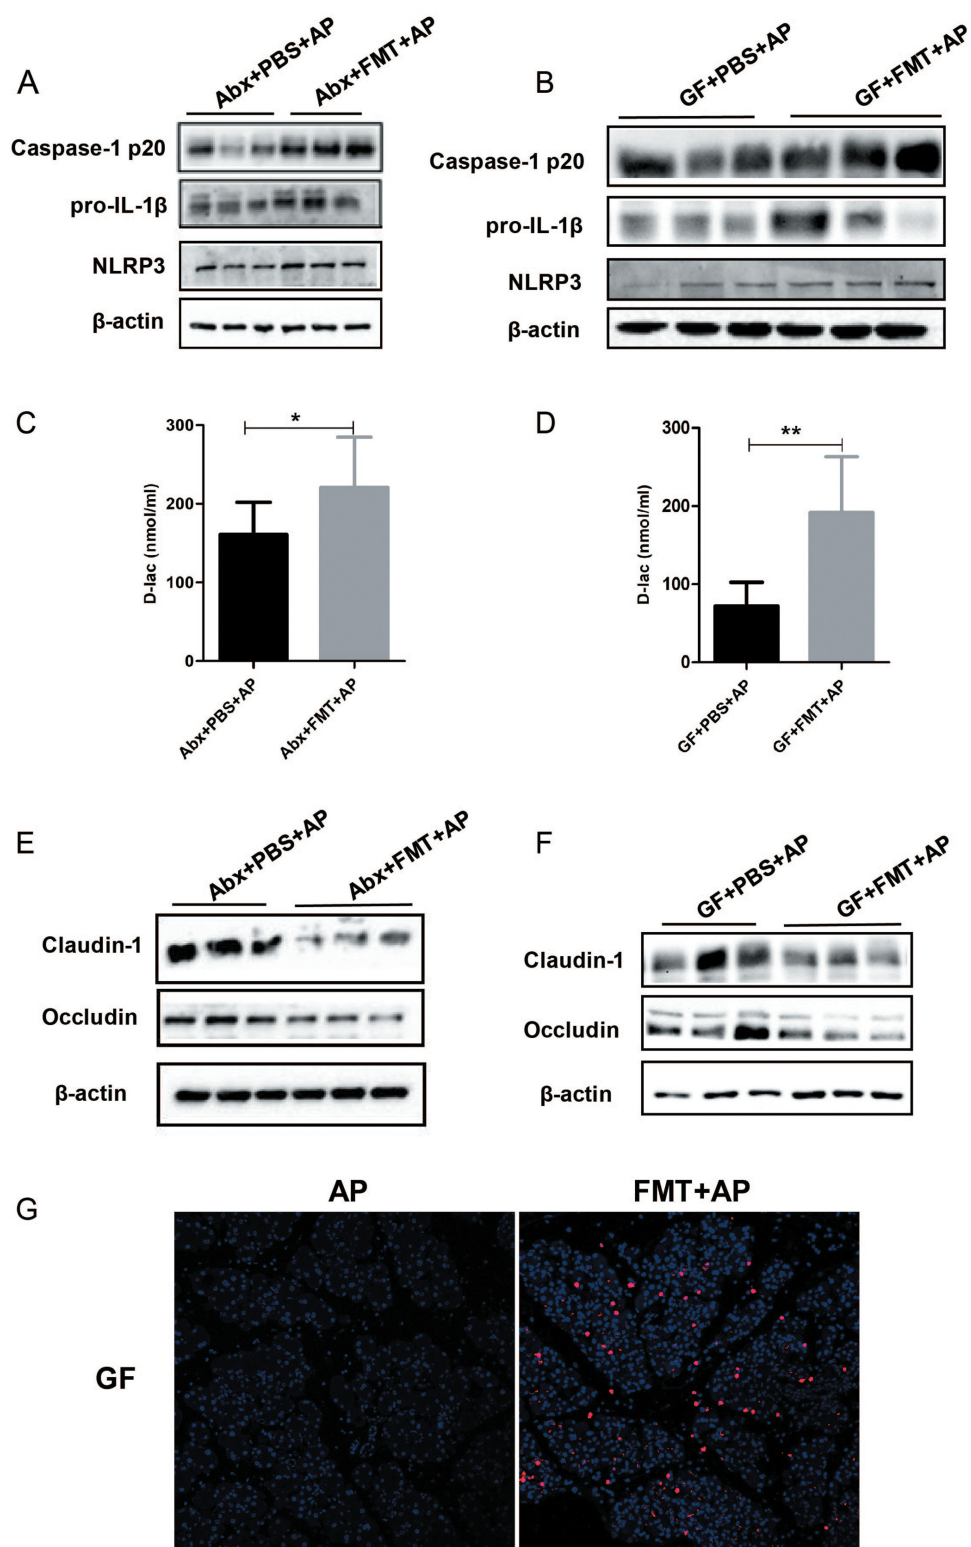 A
Abx+PBS+AP
Abx+FMT+AP
Caspase-1 p20
pro-IL-1β
NLRP3
β-actin
B
GF+PBS+AP
GF+FMT+AP
Caspase-1 p20
pro-IL-1β
NLRP3
β-actin
C
D-lac (nmol/ml)
300
200
100
0
*
Abx+PBS+AP
Abx+FMT+AP
D
D-lac (nmol/ml)
300
200
100
0
**
GF+PBS+AP
GF+FMT+AP
E
Abx+PBS+AP
Abx+FMT+AP
Claudin-1
Occludin
β-actin
F
GF+PBS+AP
GF+FMT+AP
Claudin-1
Occludin
β-actin
G
AP
FMT+AP
GF